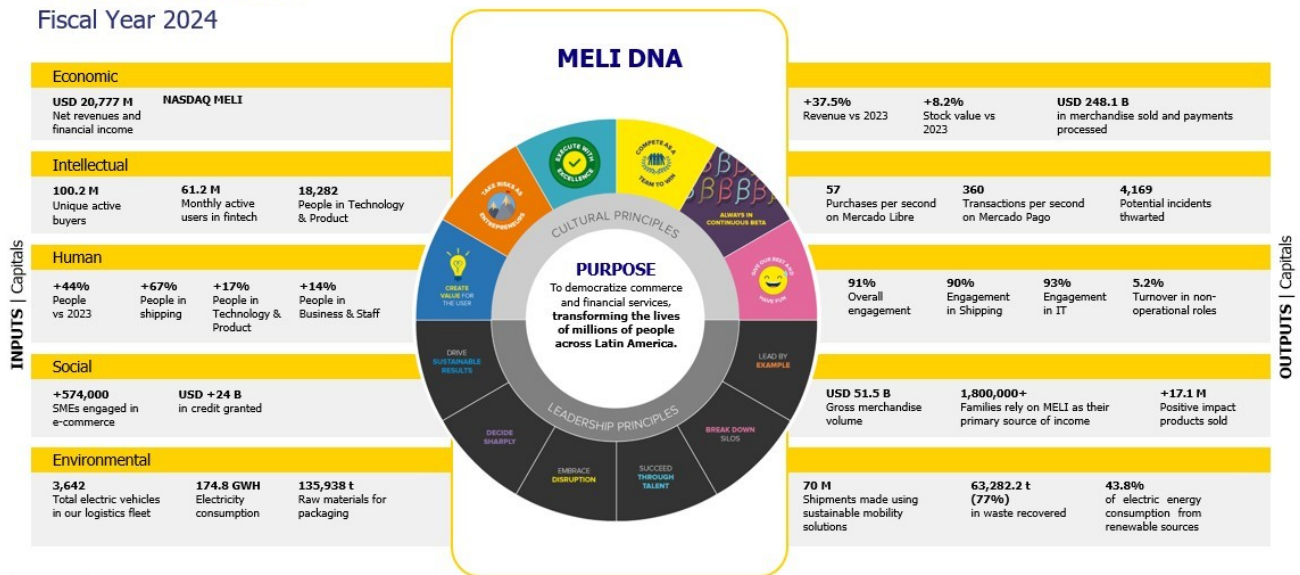 Fiscal Year 2024
INPUTS | Capitals
Economic
USD 20,777 M
Net revenues and
financial income
NASDAQ MELI
Intellectual
100.2 M
Unique active
buyers
61.2 M
Monthly active
users in fintech
18,282
People in Technology
& Product
Human
+44%
People
vs 2023
+67%
People in
shipping
+17%
People in
Technology &
Product
+14%
People in
Business & Staff
Social
+574,000
SMEs engaged in
e-commerce
USD +24 B
in credit granted
Environmental
3,642
Total electric vehicles
in our logistics fleet
174.8 GWH
Electricity
consumption
135,938 t
Raw materials for
packaging
MELI DNA
CULTURAL PRINCIPLES
CREATE
VALUE FOR
THE USER
TAKE RISKS AS
ENTREPRENEURS
EXECUTE WITH
EXCELLENCE
COMPETE AS A
TEAM TO WIN
β β β β β β β β
ALWAYS IN
CONTINUOUS BETA
GIVE OUR BEST AND
HAVE FUN
PURPOSE
To democratize commerce
and financial services,
transforming the lives
of millions of people
across Latin America.
LEADERSHIP PRINCIPLES
DRIVE
SUSTAINABLE
RESULTS
DECIDE
SHARPLY
EMBRACE
DISRUPTION
SUCCEED
THROUGH
TALENT
BREAK DOWN
SILOS
LEAD BY
EXAMPLE
+37.5%
Revenue vs 2023
+8.2%
Stock value vs
2023
USD 248.1 B
in merchandise sold and payments
processed
57
Purchases per second
on Mercado Libre
360
Transactions per second
on Mercado Pago
4,169
Potential incidents
thwarted
91%
Overall
engagement
90%
Engagement
in Shipping
93%
Engagement
in IT
5.2%
Turnover in non-
operational roles
USD 51.5 B
Gross merchandise
volume
1,800,000+
Families rely on MELI as their
primary source of income
+17.1 M
Positive impact
products sold
70 M
Shipments made using
sustainable mobility
solutions
63,282.2 t
(77%)
in waste recovered
43.8%
of electric energy
consumption from
renewable sources
OUTPUTS | Capitals